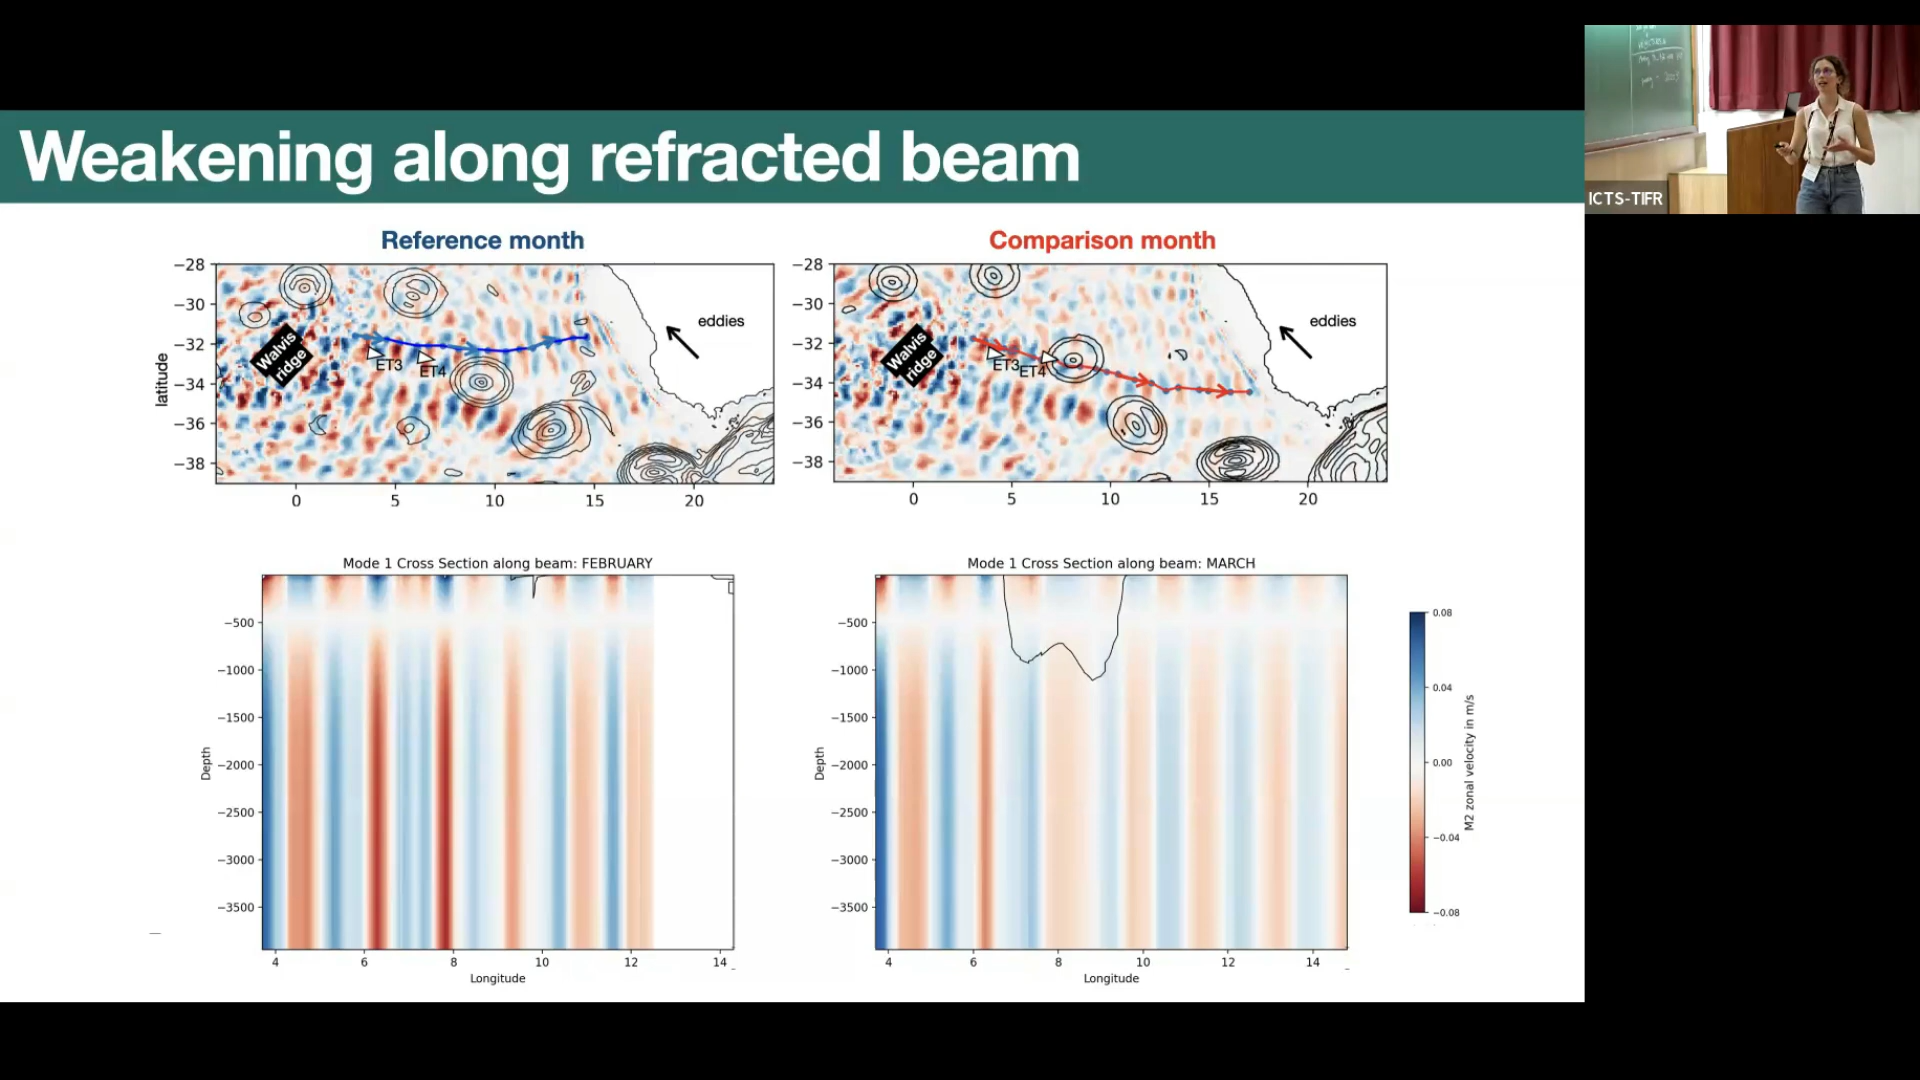 Weakening along refracted beam
ICTS-TIFR
Reference month
Comparison month
−28
−30
−32
−34
−36
−38
latitude
0
5
10
15
20
Walvis
ridge
ET3
ET4
eddies
−28
−30
−32
−34
−36
−38
0
5
10
15
20
Walvis
ridge
ET3
ET4
eddies
Mode 1 Cross Section along beam: FEBRUARY
−500
−1000
−1500
−2000
−2500
−3000
−3500
Depth
4
6
8
10
12
14
Longitude
Mode 1 Cross Section along beam: MARCH
−500
−1000
−1500
−2000
−2500
−3000
−3500
Depth
4
6
8
10
12
14
Longitude
0.08
0.04
0.00
−0.04
−0.08
M2 zonal velocity in m/s